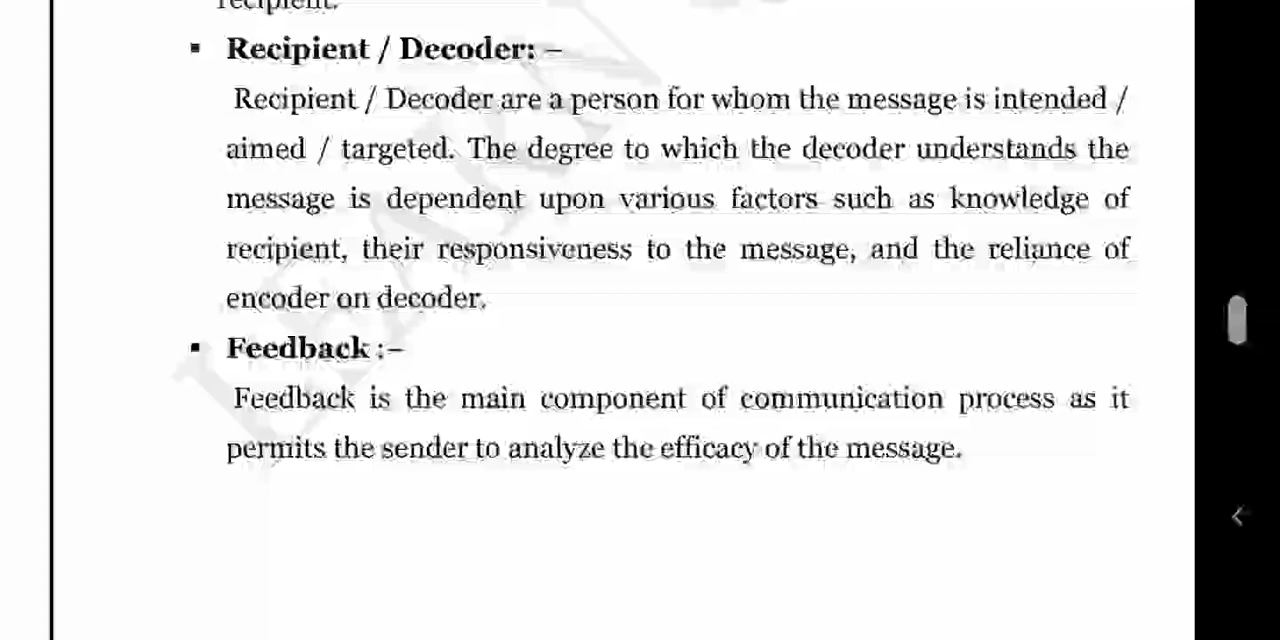 recipient.
▪ Recipient / Decoder: –
Recipient / Decoder are a person for whom the message is intended /
aimed / targeted. The degree to which the decoder understands the
message is dependent upon various factors such as knowledge of
recipient, their responsiveness to the message, and the reliance of
encoder on decoder.
▪ Feedback :–
Feedback is the main component of communication process as it
permits the sender to analyze the efficacy of the message.